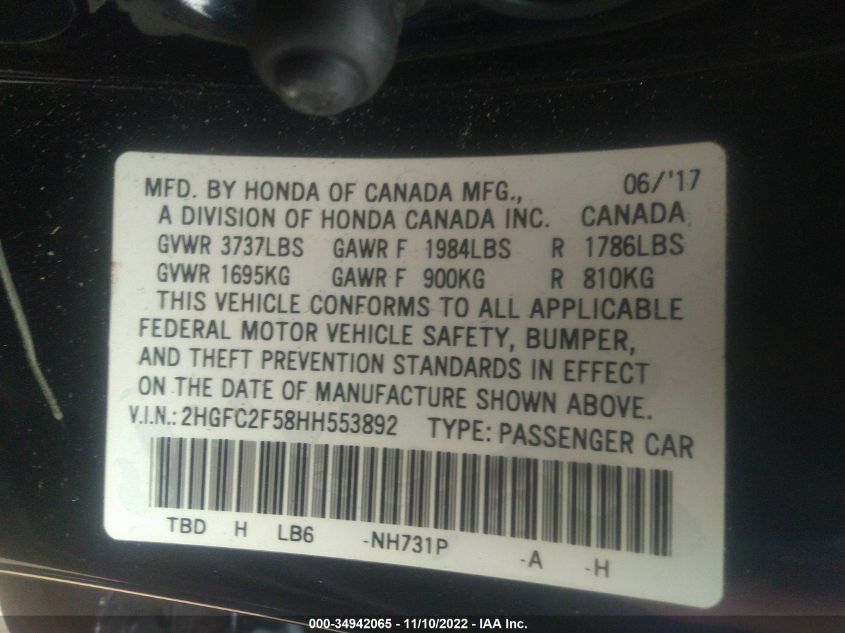 MFD. BY HONDA OF CANADA MFG., 06/'17
A DIVISION OF HONDA CANADA INC. CANADA
GVWR 3737LBS GAWR F 1984LBS R 1786LBS
GVWR 1695KG GAWR F 900KG R 810KG
THIS VEHICLE CONFORMS TO ALL APPLICABLE
FEDERAL MOTOR VEHICLE SAFETY, BUMPER,
AND THEFT PREVENTION STANDARDS IN EFFECT
ON THE DATE OF MANUFACTURE SHOWN ABOVE.
V.I.N.: 2HGFC2F58HH553892 TYPE: PASSENGER CAR
TBD H LB6 -NH731P -A -H
000-34942065 - 11/10/2022 - IAA Inc.